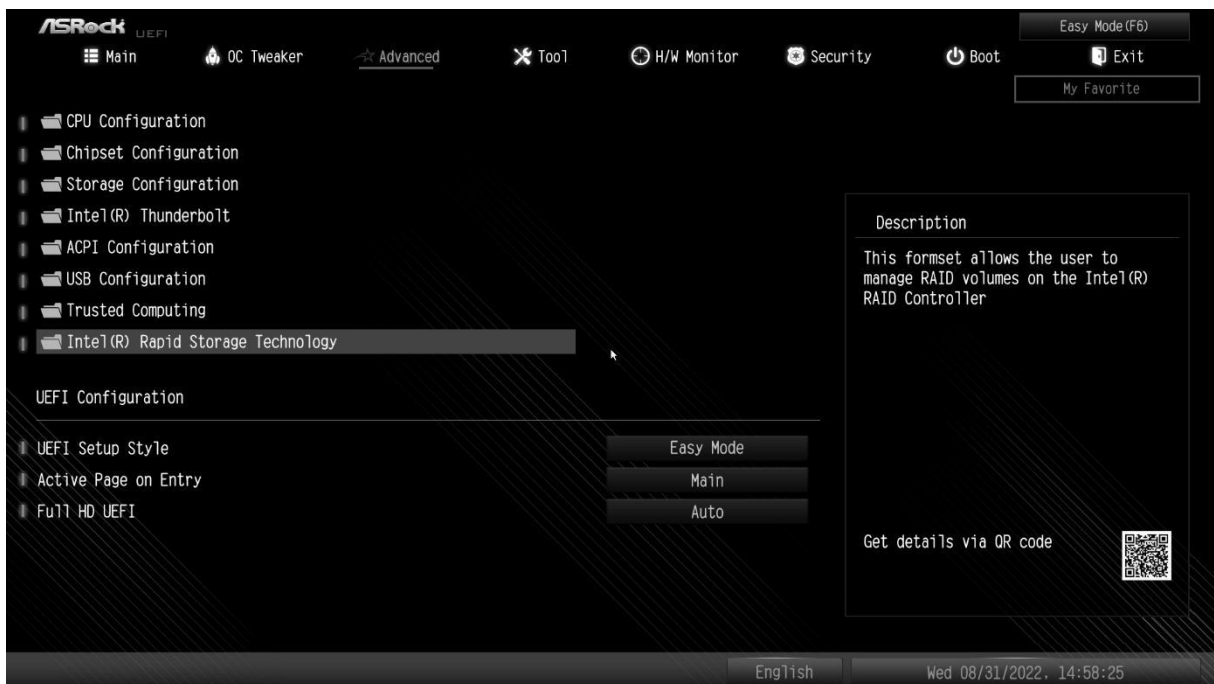 ASRock UEFI
Easy Mode(F6)
Main
OC Tweaker
Advanced
Tool
H/W Monitor
Security
Boot
Exit
My Favorite
CPU Configuration
Chipset Configuration
Storage Configuration
Intel(R) Thunderbolt
ACPI Configuration
USB Configuration
Trusted Computing
Intel(R) Rapid Storage Technology
UEFI Configuration
UEFI Setup Style
Easy Mode
Active Page on Entry
Main
Full HD UEFI
Auto
Description
This formset allows the user to
manage RAID volumes on the Intel(R)
RAID Controller
Get details via QR code
English
Wed 08/31/2022, 14:58:25